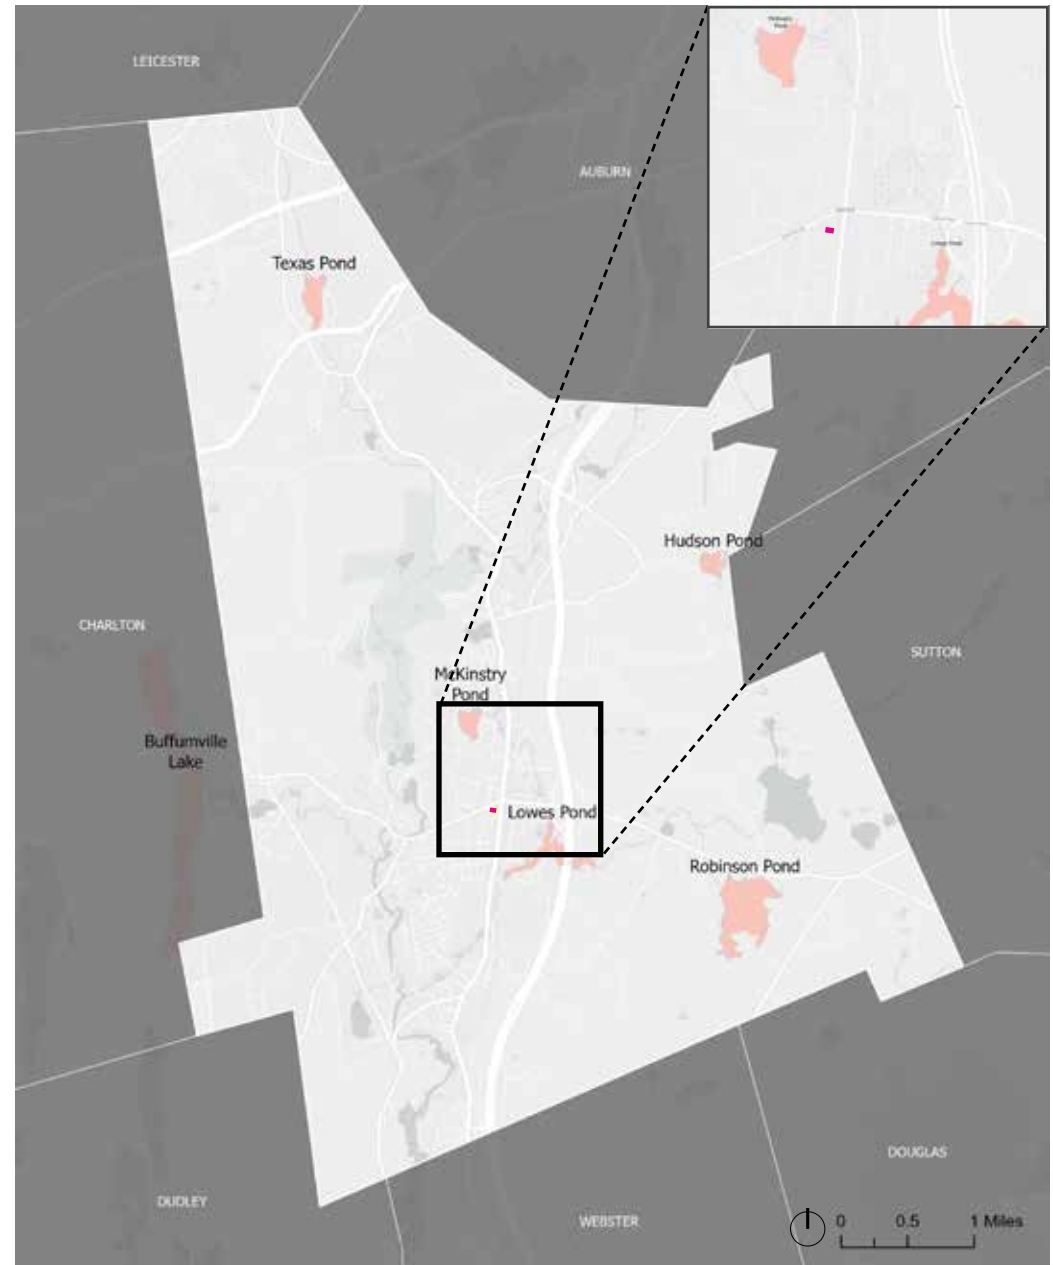 LEICESTER
AUBURN
Texas Pond
Hudson Pond
CHARLTON
SUTTON
McKinstry
Pond
Buffumville
Lake
Lowes Pond
Robinson Pond
DOUGLAS
DUDLEY
WEBSTER
0 0.5 1 Miles